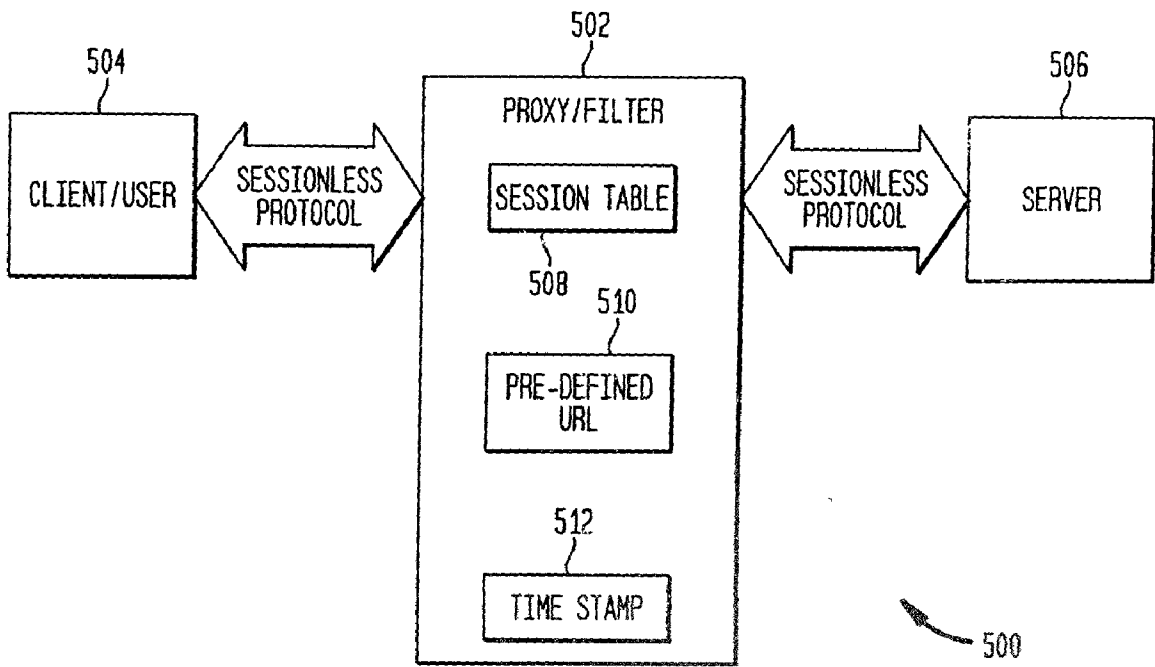 502
504
506
PROXY/FILTER
CLIENT/USER
SESSIONLESS
PROTOCOL
SESSION TABLE
508
SESSIONLESS
PROTOCOL
SERVER
510
PRE-DEFINED
URL
512
TIME STAMP
500